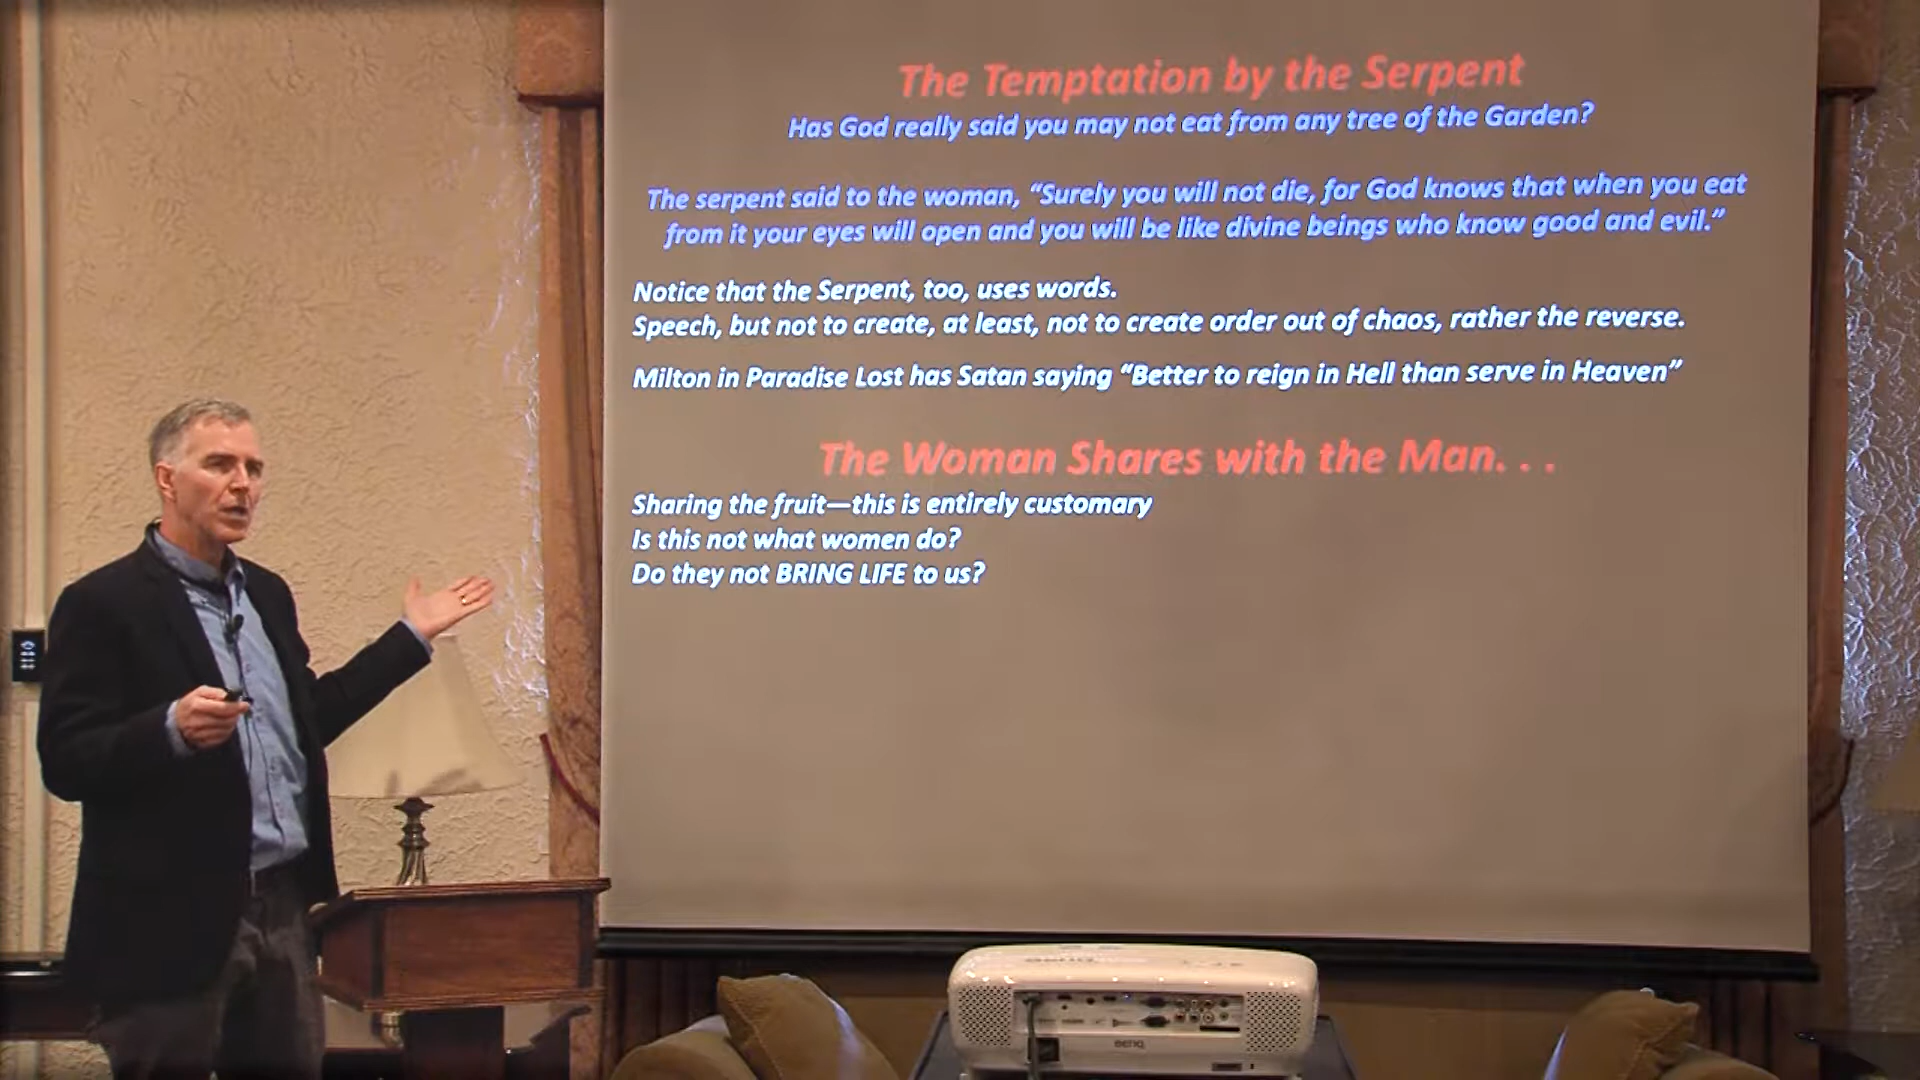 The Temptation by the Serpent
Has God really said you may not eat from any tree of the Garden?
The serpent said to the woman, “Surely you will not die, for God knows that when you eat
from it your eyes will open and you will be like divine beings who know good and evil.”
Notice that the Serpent, too, uses words.
Speech, but not to create, at least, not to create order out of chaos, rather the reverse.
Milton in Paradise Lost has Satan saying “Better to reign in Hell than serve in Heaven”
The Woman Shares with the Man. . .
Sharing the fruit—this is entirely customary
Is this not what women do?
Do they not BRING LIFE to us?
BenQ